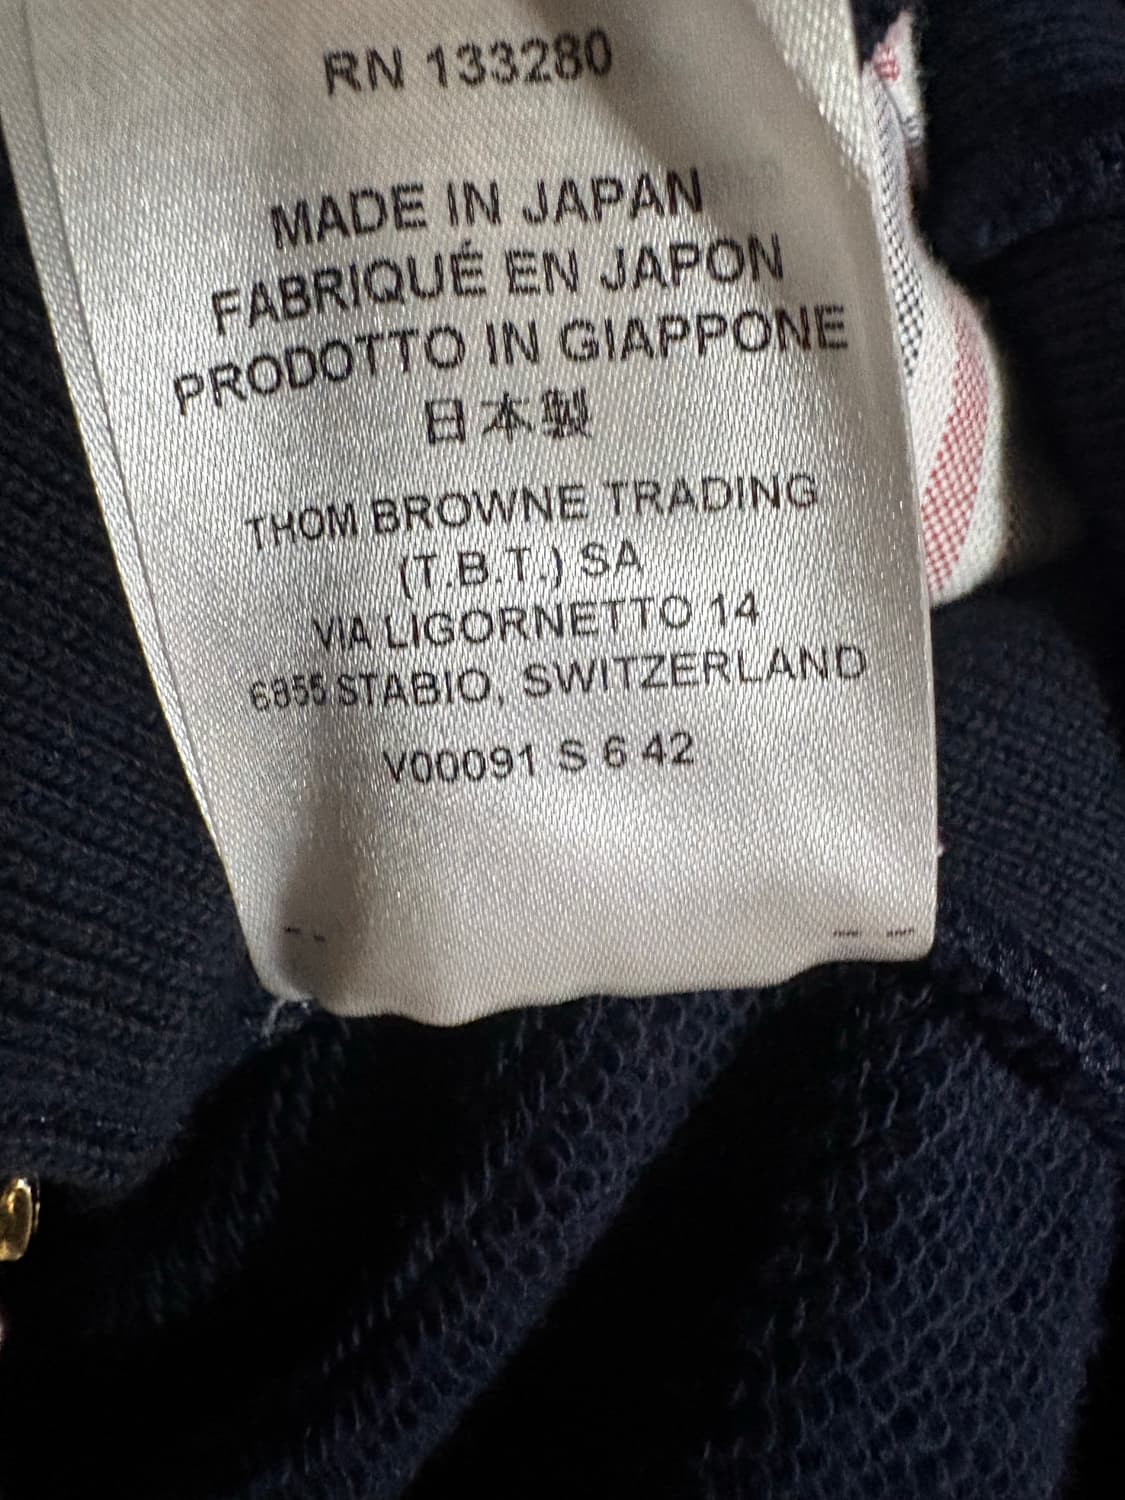 RN 133280
MADE IN JAPAN
FABRIQUÉ EN JAPON
PRODOTTO IN GIAPPONE
日本製
THOM BROWNE TRADING
(T.B.T.) SA
VIA LIGORNETTO 14
6855 STABIO, SWITZERLAND
V00091 S 6 42